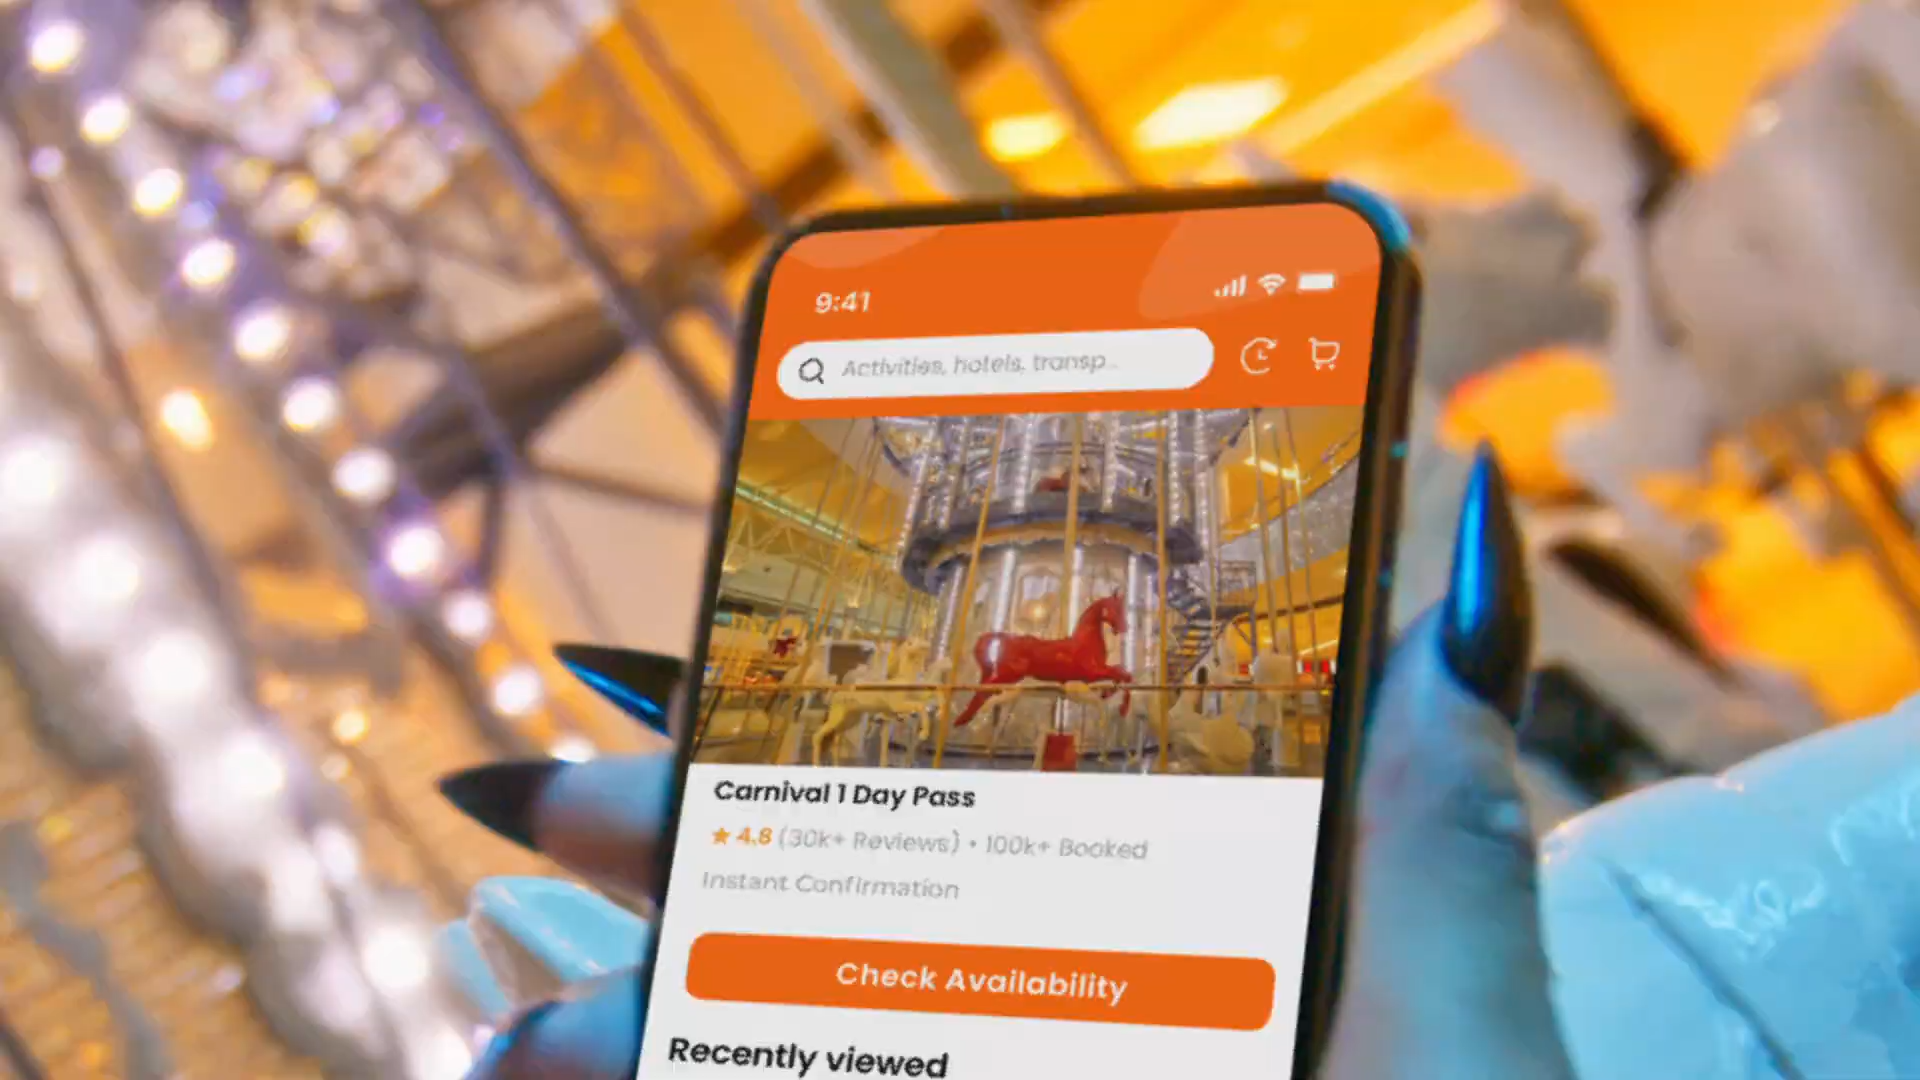 9:41
Activities, hotels, transp...
Carnival 1 Day Pass
4.8 (30k+ Reviews) • 100k+ Booked
Instant Confirmation
Check Availability
Recently viewed